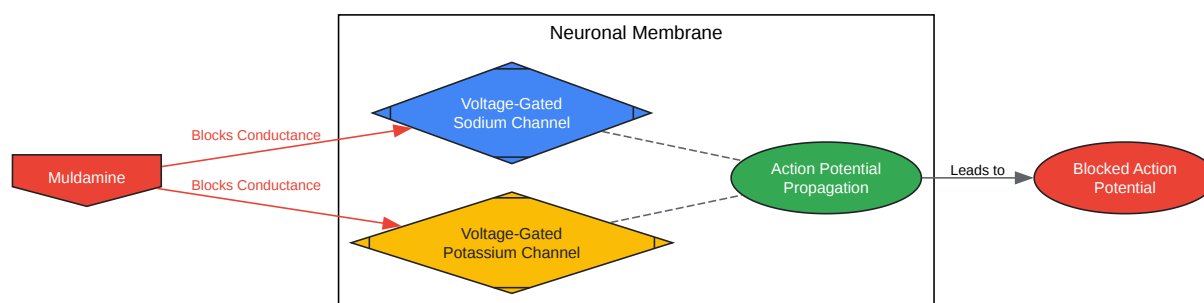 Neuronal Membrane
Voltage-Gated
Sodium Channel
Blocks Conductance
Muldamine
Blocks Conductance
Action Potential
Propagation
Leads to
Blocked Action
Potential
Voltage-Gated
Potassium Channel